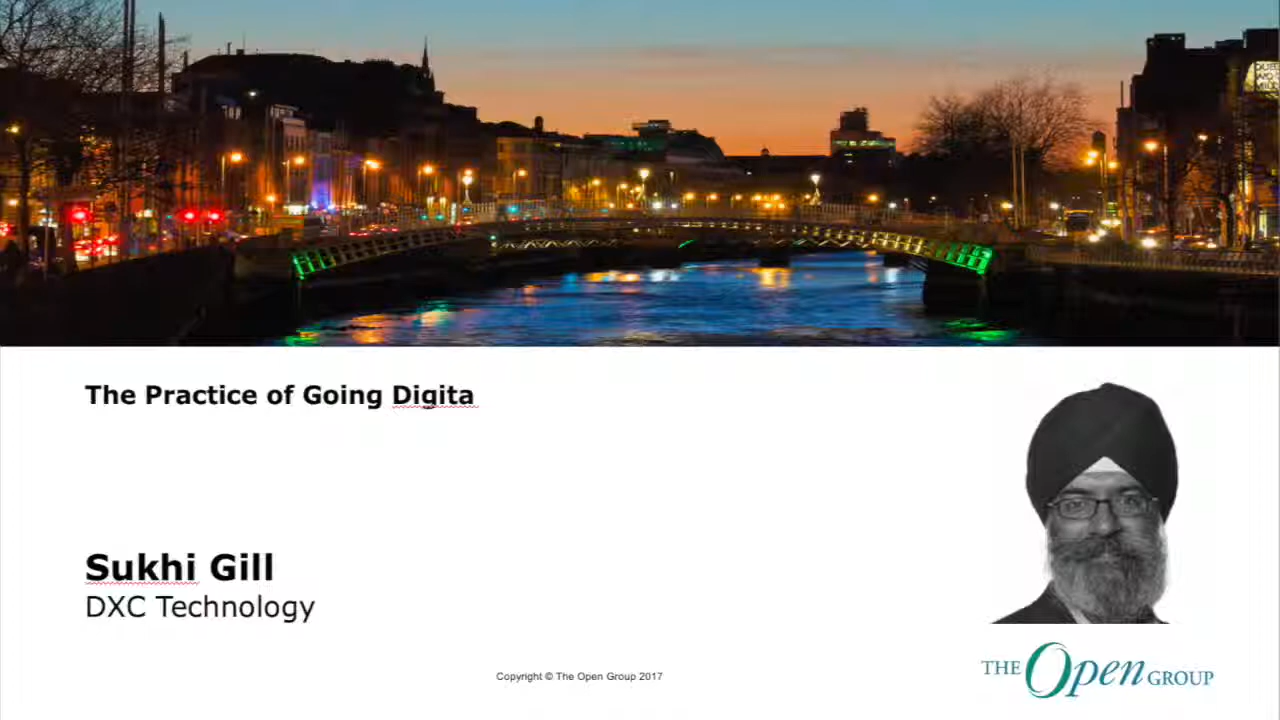 The Practice of Going Digita
Sukhi Gill
DXC Technology
Copyright © The Open Group 2017
THE Open GROUP